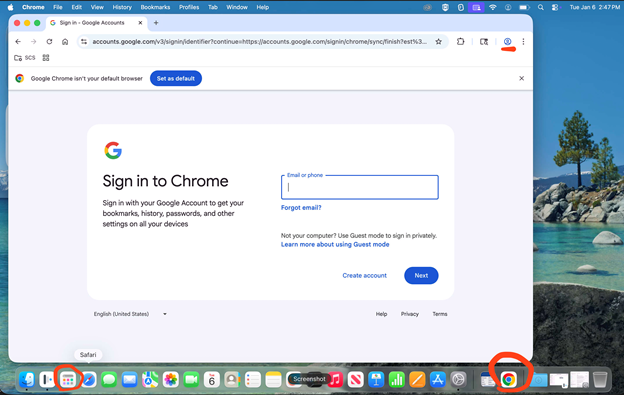 Chrome File Edit View History Bookmarks Profiles Tab Window Help Tue Jan 6 2:47 PM
Sign in - Google Accounts
accounts.google.com/v3/signin/identifier?continue=https://accounts.google.com/signin/chrome/sync/finish?est%3...
SCS
Google Chrome isn't your default browser Set as default
Sign in to Chrome
Sign in with your Google Account to get your
bookmarks, history, passwords, and other
settings on all your devices
Email or phone
Forgot email?
Not your computer? Use Guest mode to sign in privately.
Learn more about using Guest mode
Create account Next
English (United States) Help Privacy Terms
Safari
6
Screenshot